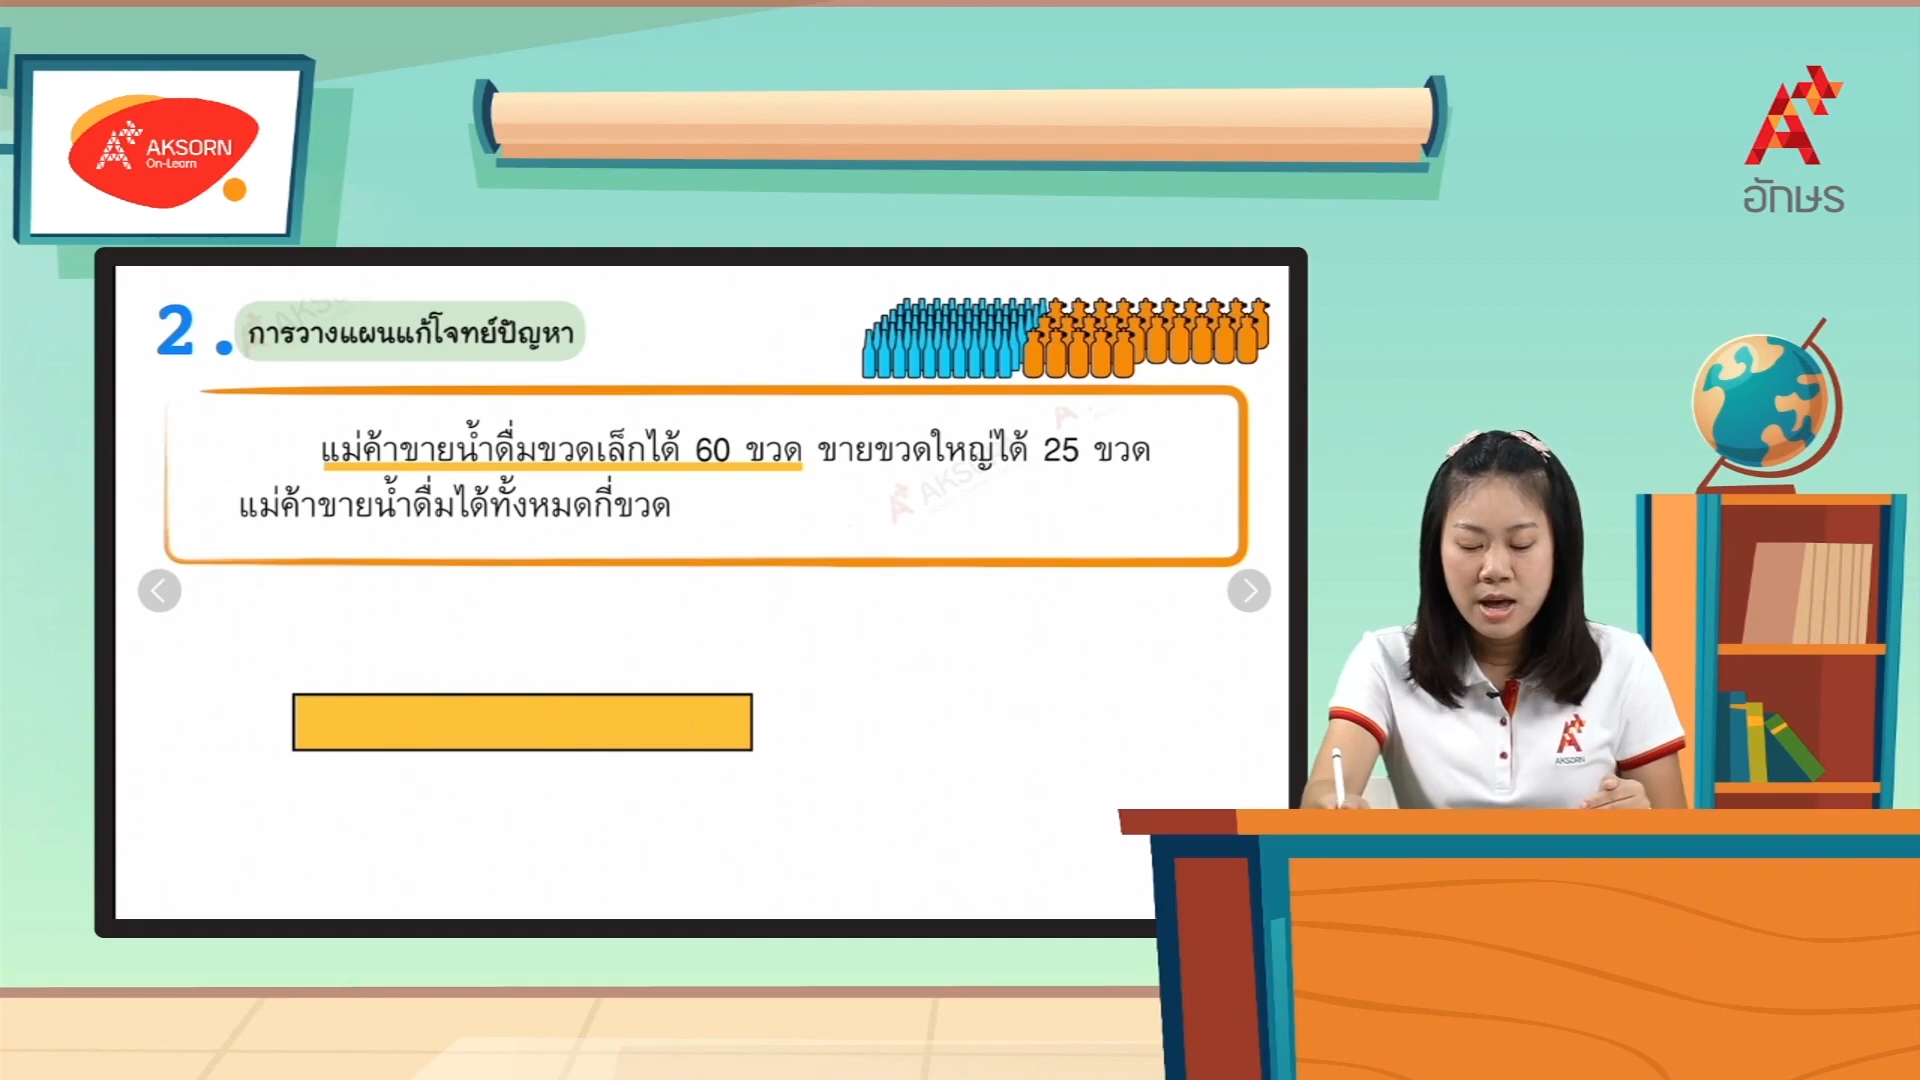 AKSORN
On-Learn
อักษร
2.
การวางแผนแก้โจทย์ปัญหา
แม่ค้าขายน้ำดื่มขวดเล็กได้ 60 ขวด ขายขวดใหญ่ได้ 25 ขวด
แม่ค้าขายน้ำดื่มได้ทั้งหมดกี่ขวด
AKSORN